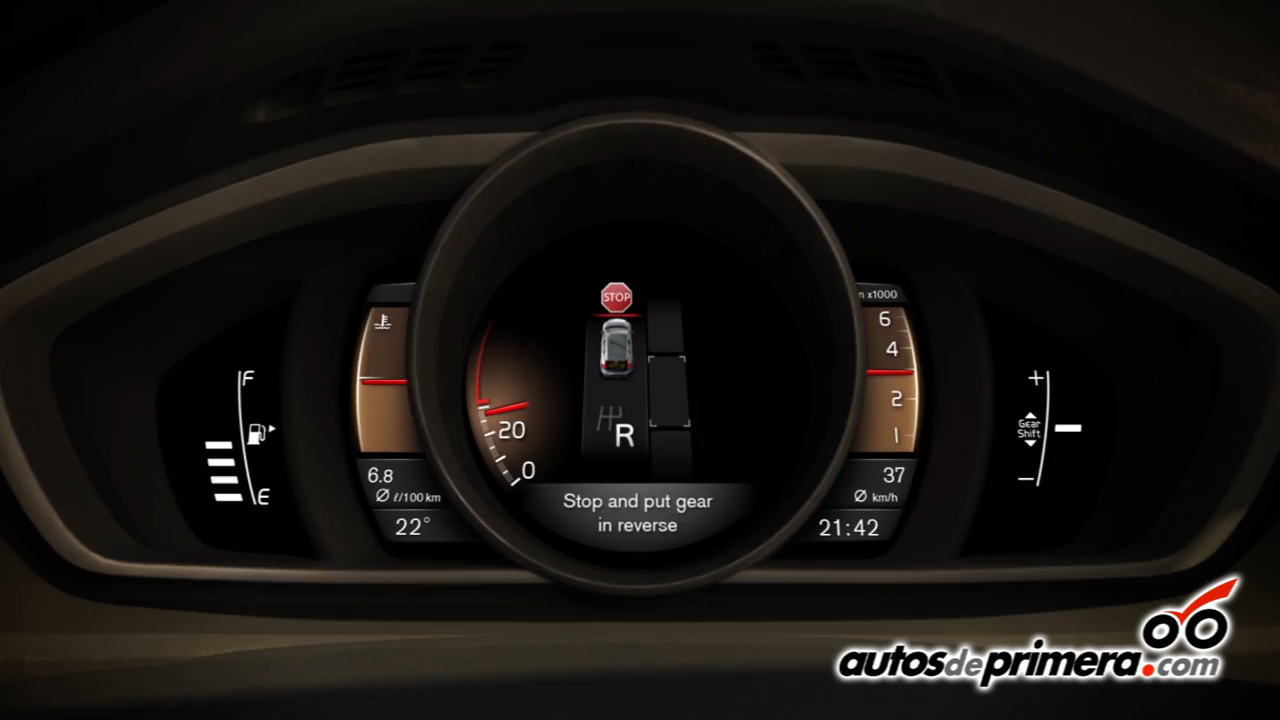 STOP
n x1000
6
4
2
1
F
E
20
0
R
+
Gear
Shift
−
6.8
Ø ℓ/100 km
22°
37
Ø km/h
21:42
Stop and put gear
in reverse
autosdeprimera.com